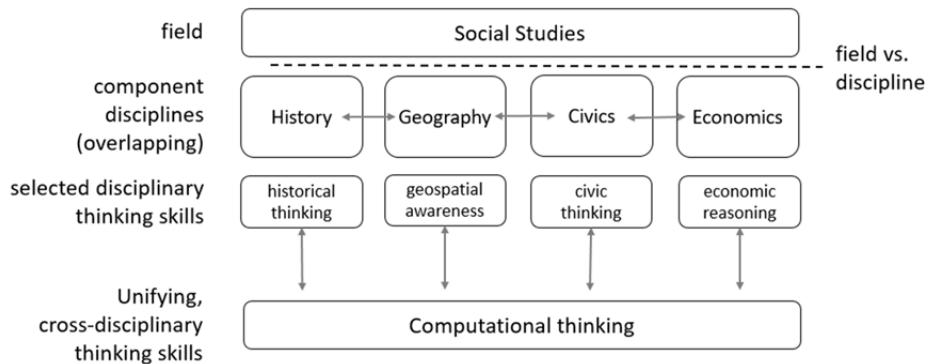 field
Social Studies
field vs.
discipline
component
disciplines
(overlapping)
History
Geography
Civics
Economics
selected disciplinary
thinking skills
historical
thinking
geospatial
awareness
civic
thinking
economic
reasoning
Unifying,
cross-disciplinary
thinking skills
Computational thinking